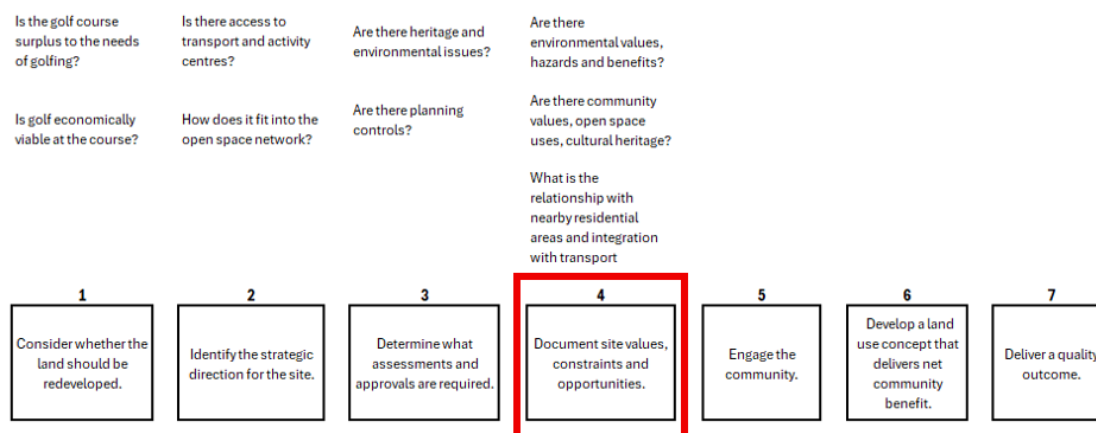 Is the golf course
surplus to the needs
of golfing?
Is golf economically
viable at the course?
Is there access to
transport and activity
centres?
How does it fit into the
open space network?
Are there heritage and
environmental issues?
Are there planning
controls?
Are there
environmental values,
hazards and benefits?
Are there community
values, open space
uses, cultural heritage?
What is the
relationship with
nearby residential
areas and integration
with transport
1
Consider whether the
land should be
redeveloped.
2
Identify the strategic
direction for the site.
3
Determine what
assessments and
approvals are required.
4
Document site values,
constraints and
opportunities.
5
Engage the
community.
6
Develop a land
use concept that
delivers net
community
benefit.
7
Deliver a quality
outcome.